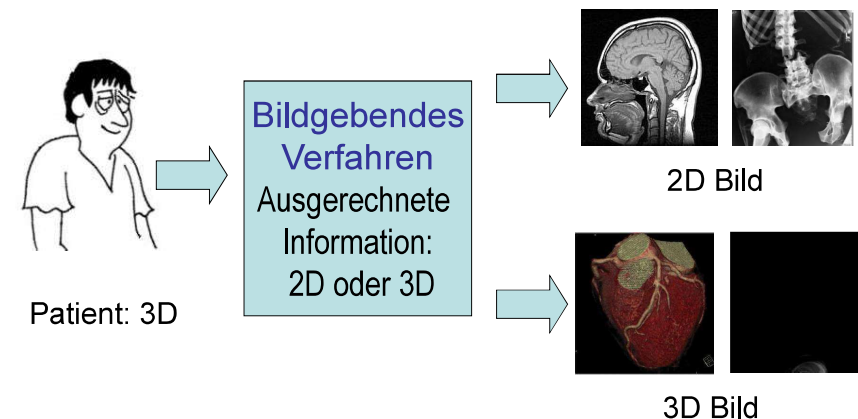 Patient: 3D
Bildgebendes
Verfahren
Ausgerechnete
Information:
2D oder 3D
2D Bild
3D Bild